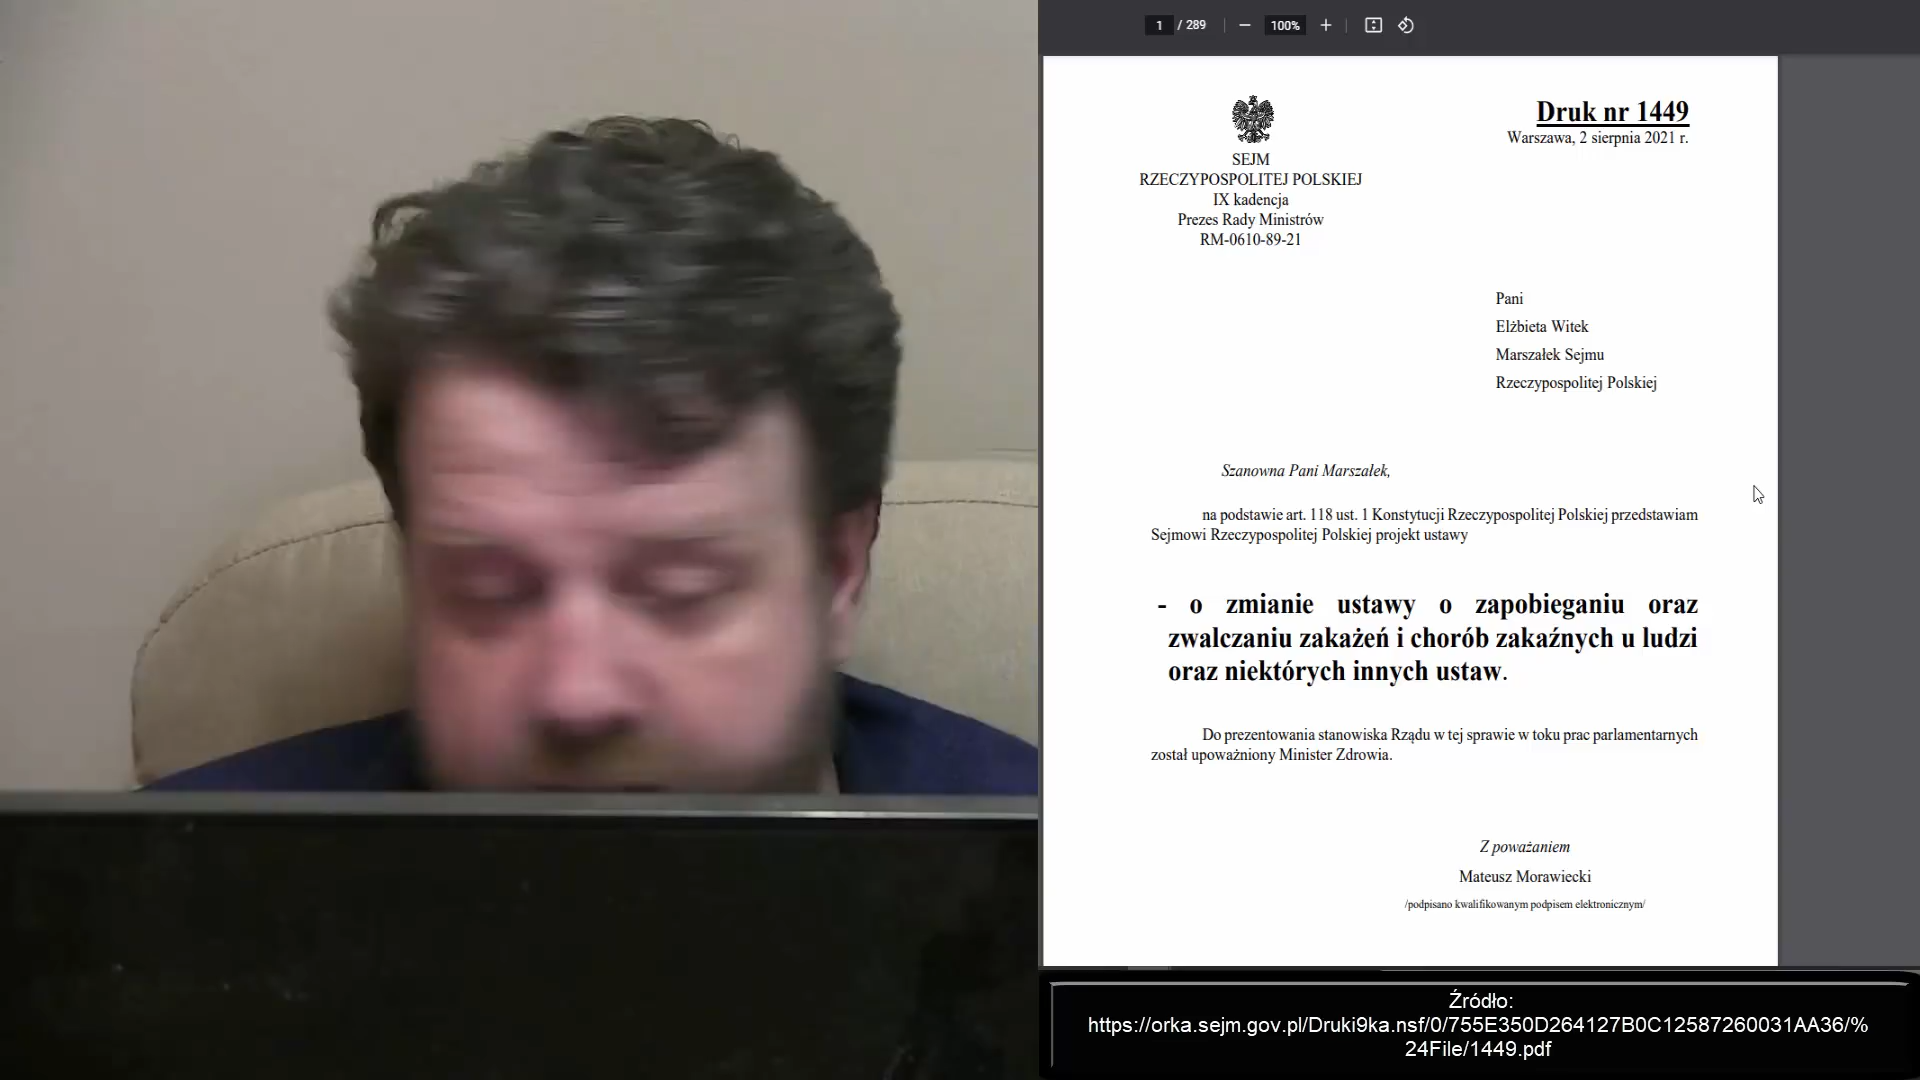 1 / 289 100%
Druk nr 1449
Warszawa, 2 sierpnia 2021 r.
SEJM
RZECZYPOSPOLITEJ POLSKIEJ
IX kadencja
Prezes Rady Ministrów
RM-0610-89-21
Pani
Elżbieta Witek
Marszałek Sejmu
Rzeczypospolitej Polskiej
Szanowna Pani Marszałek,
na podstawie art. 118 ust. 1 Konstytucji Rzeczypospolitej Polskiej przedstawiam
Sejmowi Rzeczypospolitej Polskiej projekt ustawy
- o zmianie ustawy o zapobieganiu oraz
zwalczaniu zakażeń i chorób zakaźnych u ludzi
oraz niektórych innych ustaw.
Do prezentowania stanowiska Rządu w tej sprawie w toku prac parlamentarnych
został upoważniony Minister Zdrowia.
Z poważaniem
Mateusz Morawiecki
/podpisano kwalifikowanym podpisem elektronicznym/
Źródło:
https://orka.sejm.gov.pl/Druki9ka.nsf/0/755E350D264127B0C12587260031AA36/%
24File/1449.pdf